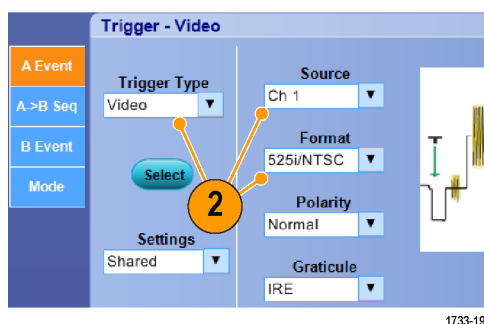 Trigger - Video
A Event
A->B Seq
B Event
Mode
Trigger Type
Video
Select
Settings
Shared
2
Source
Ch 1
Format
525i/NTSC
Polarity
Normal
Graticule
IRE
T
1733-19